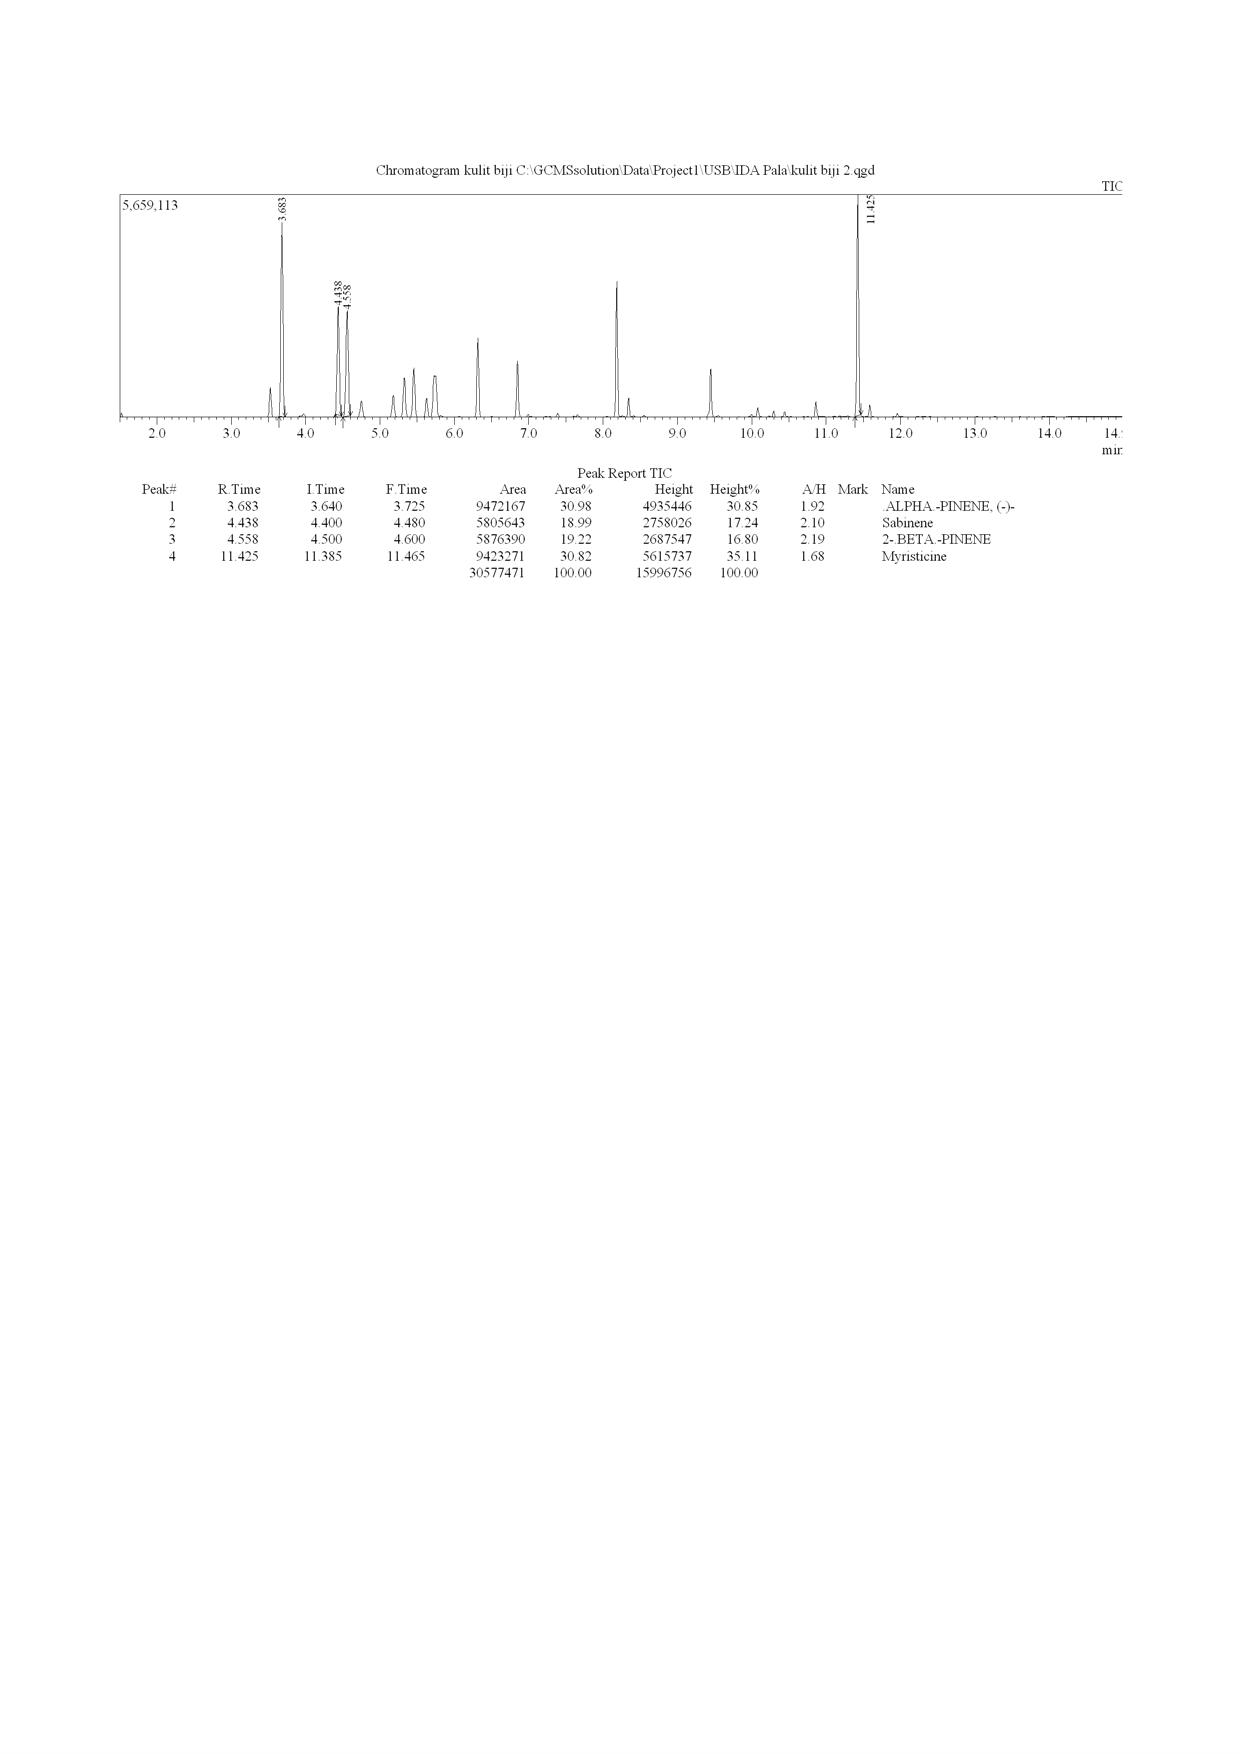 Chromatogram kulit biji C:\GCMSsolution\Data\Project1\USB\IDA Pala\kulit biji 2.qgd
TIC
5,659,113
3.683
4.438
4.558
11.425
2.0 3.0 4.0 5.0 6.0 7.0 8.0 9.0 10.0 11.0 12.0 13.0 14.0 14.
min
Peak Report TIC
Peak# R.Time I.Time F.Time Area Area% Height Height% A/H Mark Name
1 3.683 3.640 3.725 9472167 30.98 4935446 30.85 1.92 .ALPHA.-PINENE, (-)-
2 4.438 4.400 4.480 5805643 18.99 2758026 17.24 2.10 Sabinene
3 4.558 4.500 4.600 5876390 19.22 2687547 16.80 2.19 2-.BETA.-PINENE
4 11.425 11.385 11.465 9423271 30.82 5615737 35.11 1.68 Myristicine
30577471 100.00 15996756 100.00